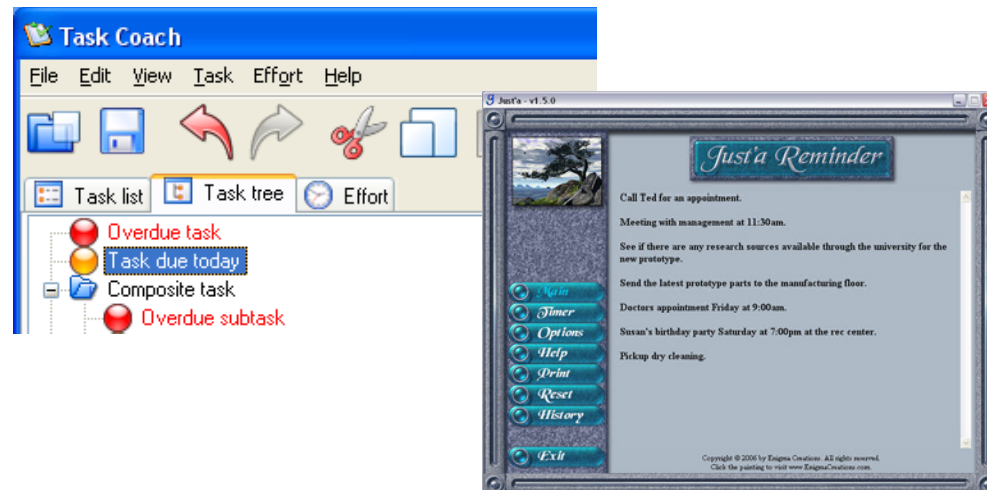 Task Coach
File Edit View Task Effort Help
Task list Task tree Effort
Overdue task
Task due today
Composite task
Overdue subtask
Just'a - v1.5.0
Just'a Reminder
Call Ted for an appointment.
Meeting with management at 11:30am.
See if there are any research sources available through the university for the
new prototype.
Send the latest prototype parts to the manufacturing floor.
Doctors appointment Friday at 9:00am.
Susan's birthday party Saturday at 7:00pm at the rec center.
Pickup dry cleaning.
Main
Timer
Options
Help
Print
Reset
History
Exit
Copyright © 2006 by Enigma Creations. All rights reserved.
Click the painting to visit www.EnigmaCreations.com.